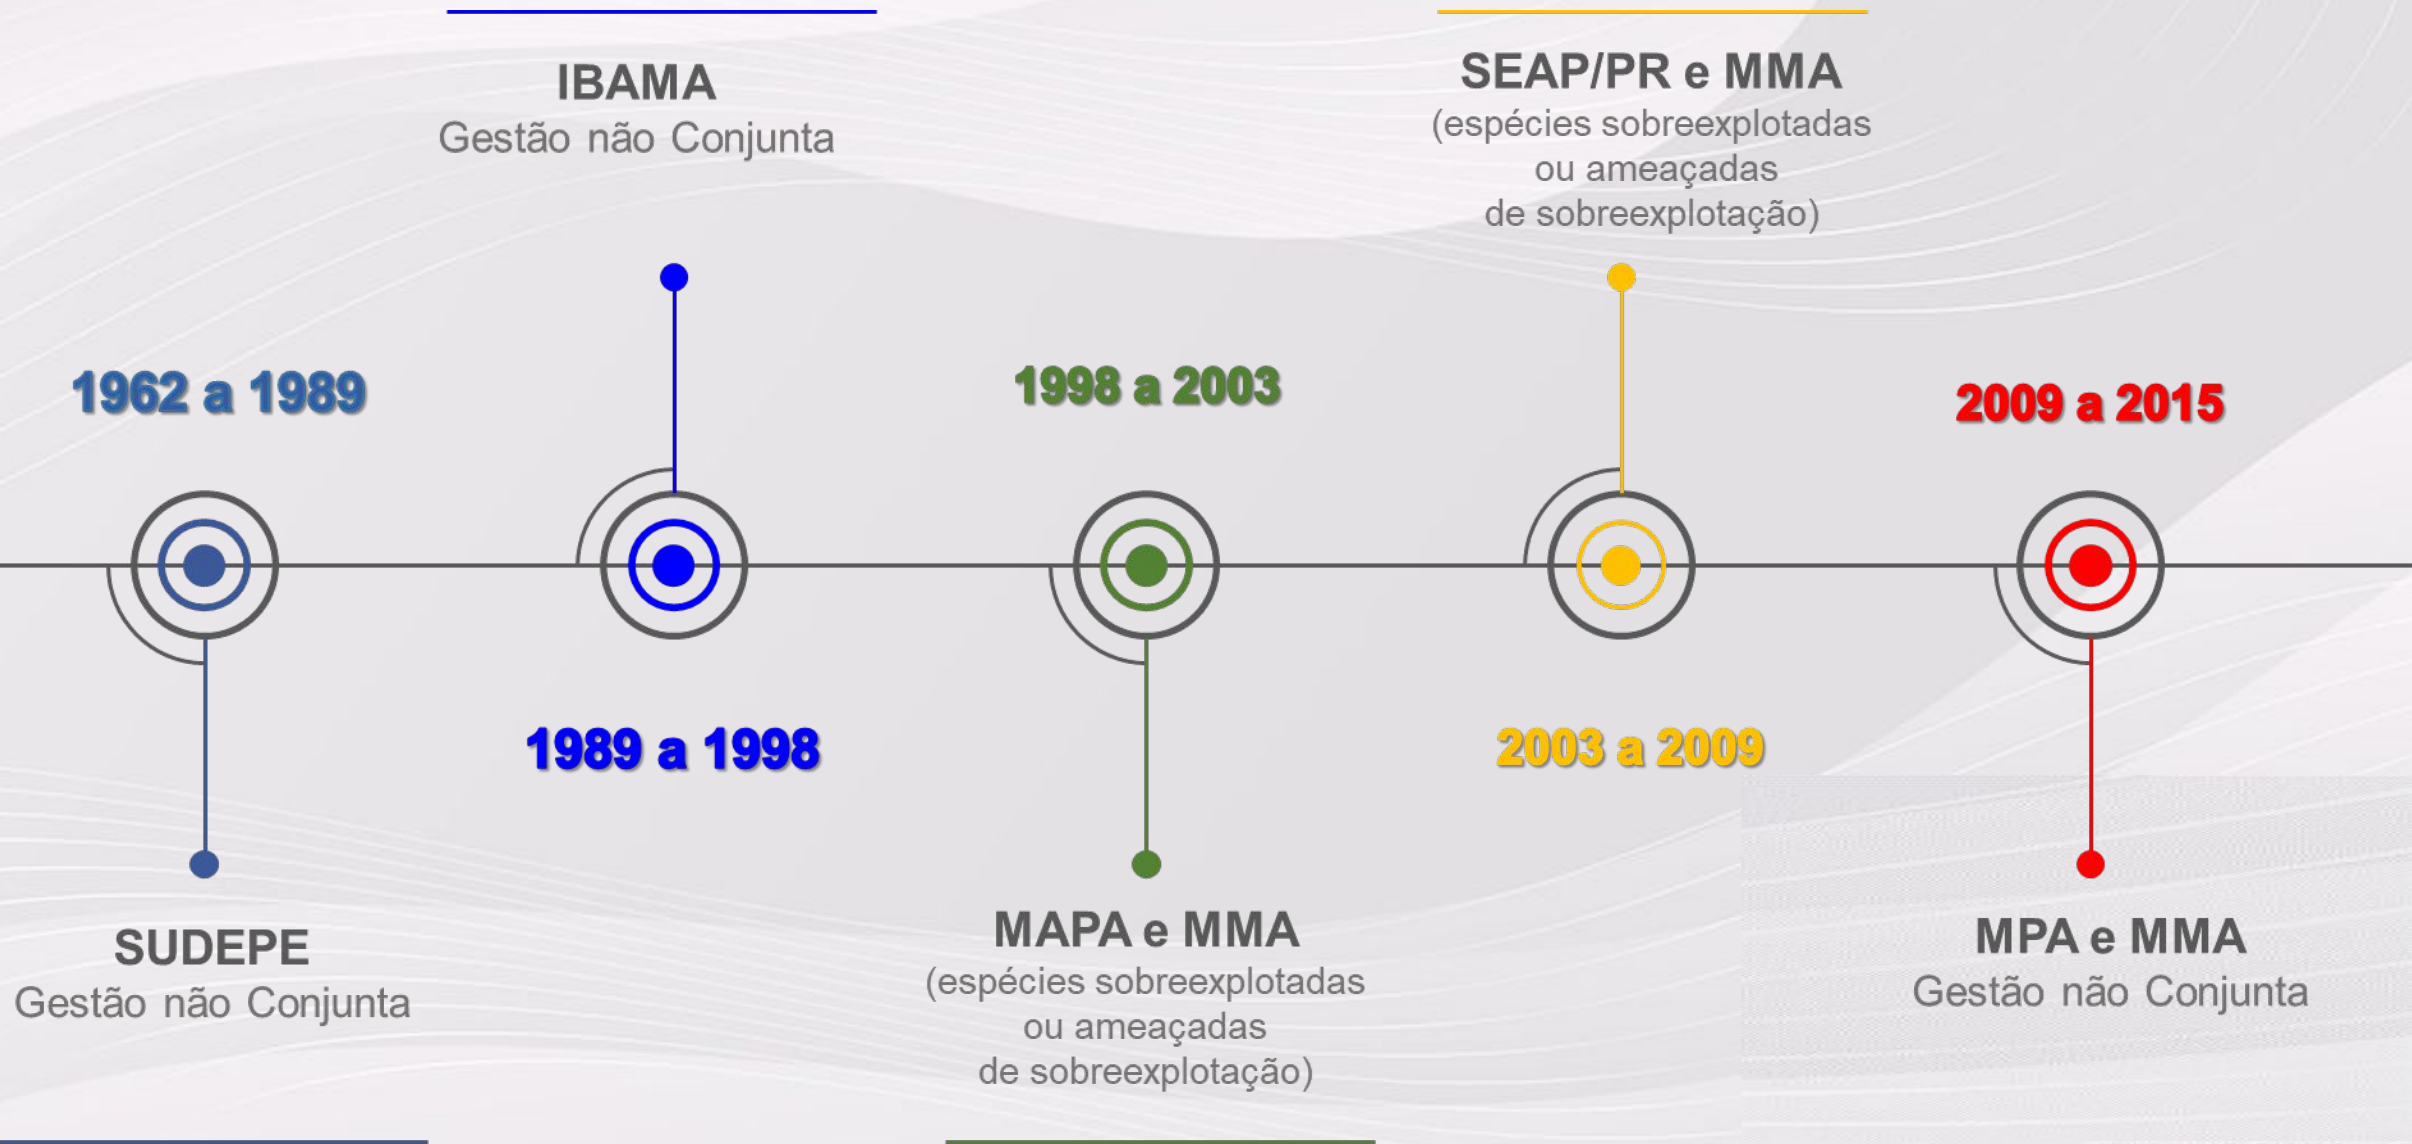 1962 a 1989
SUDEPE
Gestão não Conjunta
IBAMA
Gestão não Conjunta
1989 a 1998
1998 a 2003
MAPA e MMA
(espécies sobreexplotadas
ou ameaçadas
de sobreexplotação)
SEAP/PR e MMA
(espécies sobreexplotadas
ou ameaçadas
de sobreexplotação)
2003 a 2009
2009 a 2015
MPA e MMA
Gestão não Conjunta